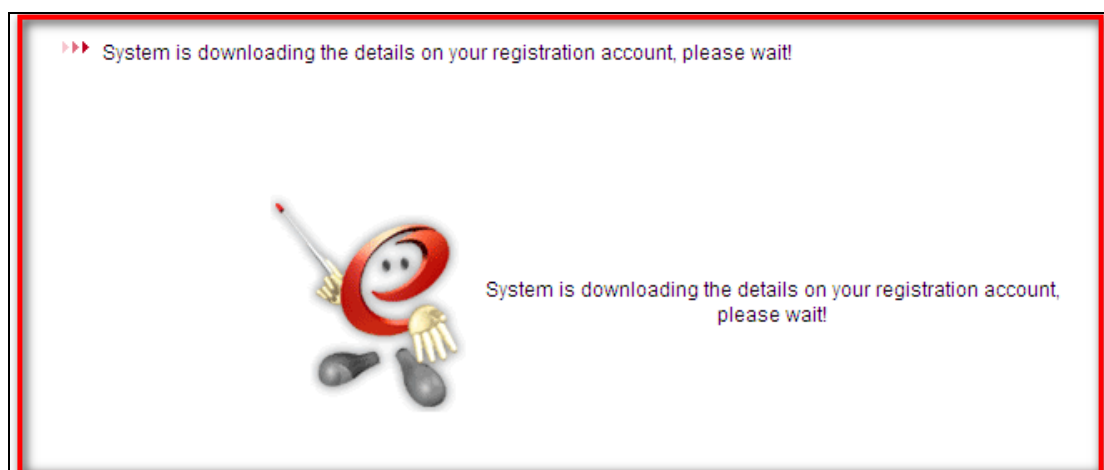 System is downloading the details on your registration account, please wait!
System is downloading the details on your registration account,
please wait!